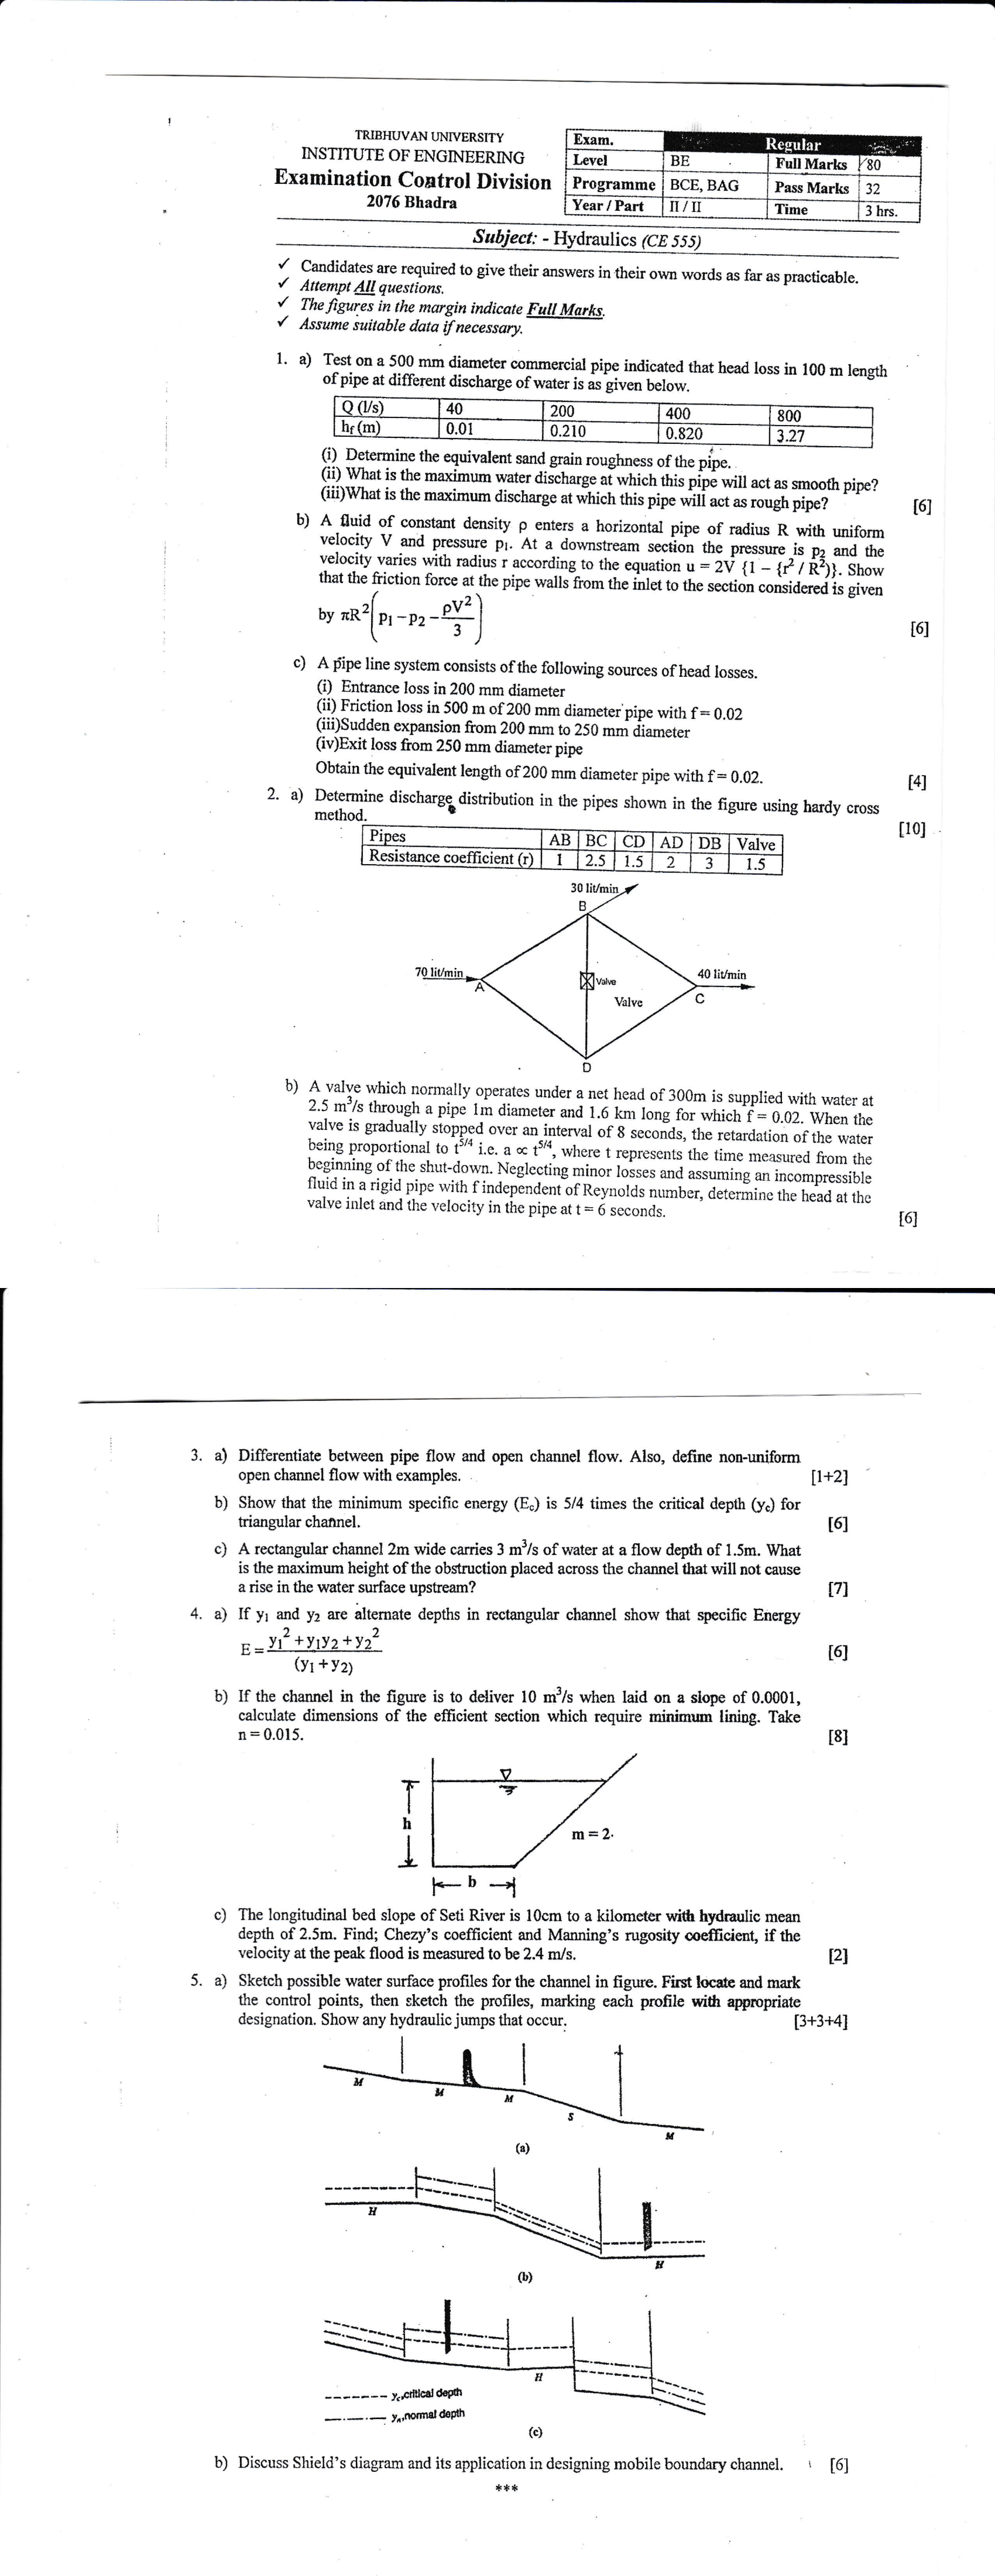 TRIBHUVAN UNIVERSITY
INSTITUTE OF ENGINEERING
Examination Control Division
2076 Bhadra
Exam. Regular
Level BE Full Marks 80
Programme BCE, BAG Pass Marks 32
Year / Part II / II Time 3 hrs.
Subject: - Hydraulics (CE 555)
✓ Candidates are required to give their answers in their own words as far as practicable.
✓ Attempt All questions.
✓ The figures in the margin indicate Full Marks.
✓ Assume suitable data if necessary.
1. a) Test on a 500 mm diameter commercial pipe indicated that head loss in 100 m length
of pipe at different discharge of water is as given below.
Q (l/s) 40 200 400 800
hf (m) 0.01 0.210 0.820 3.27
(i) Determine the equivalent sand grain roughness of the pipe.
(ii) What is the maximum water discharge at which this pipe will act as smooth pipe?
(iii)What is the maximum discharge at which this pipe will act as rough pipe? [6]
b) A fluid of constant density ρ enters a horizontal pipe of radius R with uniform
velocity V and pressure p₁. At a downstream section the pressure is p₂ and the
velocity varies with radius r according to the equation u = 2V {1 – {r² / R²)}. Show
that the friction force at the pipe walls from the inlet to the section considered is given
by πR²(p₁ – p₂ – ρV²/3) [6]
c) A pipe line system consists of the following sources of head losses.
(i) Entrance loss in 200 mm diameter
(ii) Friction loss in 500 m of 200 mm diameter pipe with f = 0.02
(iii)Sudden expansion from 200 mm to 250 mm diameter
(iv)Exit loss from 250 mm diameter pipe
Obtain the equivalent length of 200 mm diameter pipe with f = 0.02. [4]
2. a) Determine discharge distribution in the pipes shown in the figure using hardy cross
method. [10]
Pipes AB BC CD AD DB Valve
Resistance coefficient (r) 1 2.5 1.5 2 3 1.5
30 lit/min
B
70 lit/min
A
Valve
Valve
40 lit/min
C
D
b) A valve which normally operates under a net head of 300m is supplied with water at
2.5 m³/s through a pipe 1m diameter and 1.6 km long for which f = 0.02. When the
valve is gradually stopped over an interval of 8 seconds, the retardation of the water
being proportional to t^5/4 i.e. a ∝ t^5/4, where t represents the time measured from the
beginning of the shut-down. Neglecting minor losses and assuming an incompressible
fluid in a rigid pipe with f independent of Reynolds number, determine the head at the
valve inlet and the velocity in the pipe at t = 6 seconds. [6]
3. a) Differentiate between pipe flow and open channel flow. Also, define non-uniform
open channel flow with examples. [1+2]
b) Show that the minimum specific energy (Ec) is 5/4 times the critical depth (yc) for
triangular channel. [6]
c) A rectangular channel 2m wide carries 3 m³/s of water at a flow depth of 1.5m. What
is the maximum height of the obstruction placed across the channel that will not cause
a rise in the water surface upstream? [7]
4. a) If y₁ and y₂ are alternate depths in rectangular channel show that specific Energy
E = (y₁² + y₁y₂ + y₂²)/(y₁ + y₂) [6]
b) If the channel in the figure is to deliver 10 m³/s when laid on a slope of 0.0001,
calculate dimensions of the efficient section which require minimum lining. Take
n = 0.015. [8]
h
m = 2
b
c) The longitudinal bed slope of Seti River is 10cm to a kilometer with hydraulic mean
depth of 2.5m. Find; Chezy's coefficient and Manning's rugosity coefficient, if the
velocity at the peak flood is measured to be 2.4 m/s. [2]
5. a) Sketch possible water surface profiles for the channel in figure. First locate and mark
the control points, then sketch the profiles, marking each profile with appropriate
designation. Show any hydraulic jumps that occur. [3+3+4]
M
M
M
S
M
(a)
H
H
(b)
H
yc,critical depth
yn,normal depth
(c)
b) Discuss Shield's diagram and its application in designing mobile boundary channel. [6]
***